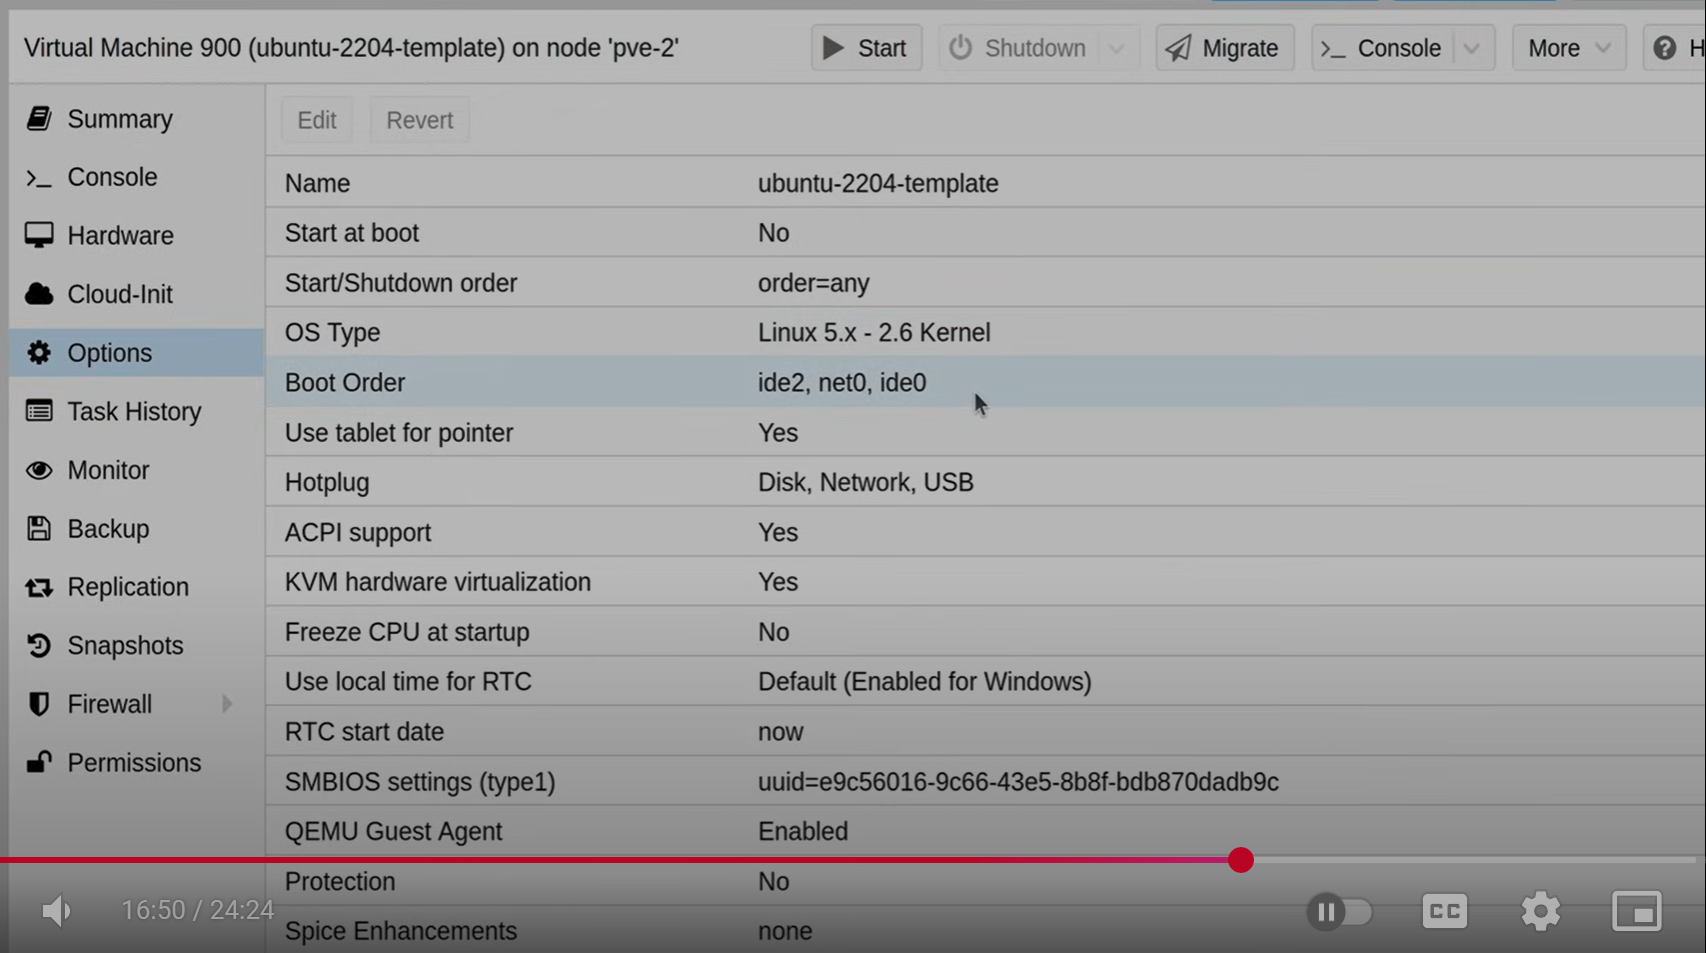 Virtual Machine 900 (ubuntu-2204-template) on node 'pve-2'
Start
Shutdown
Migrate
Console
More
H
Summary
Console
Hardware
Cloud-Init
Options
Task History
Monitor
Backup
Replication
Snapshots
Firewall
Permissions
Edit Revert
Name ubuntu-2204-template
Start at boot No
Start/Shutdown order order=any
OS Type Linux 5.x - 2.6 Kernel
Boot Order ide2, net0, ide0
Use tablet for pointer Yes
Hotplug Disk, Network, USB
ACPI support Yes
KVM hardware virtualization Yes
Freeze CPU at startup No
Use local time for RTC Default (Enabled for Windows)
RTC start date now
SMBIOS settings (type1) uuid=e9c56016-9c66-43e5-8b8f-bdb870dadb9c
QEMU Guest Agent Enabled
Protection No
Spice Enhancements none
16:50 / 24:24
CC